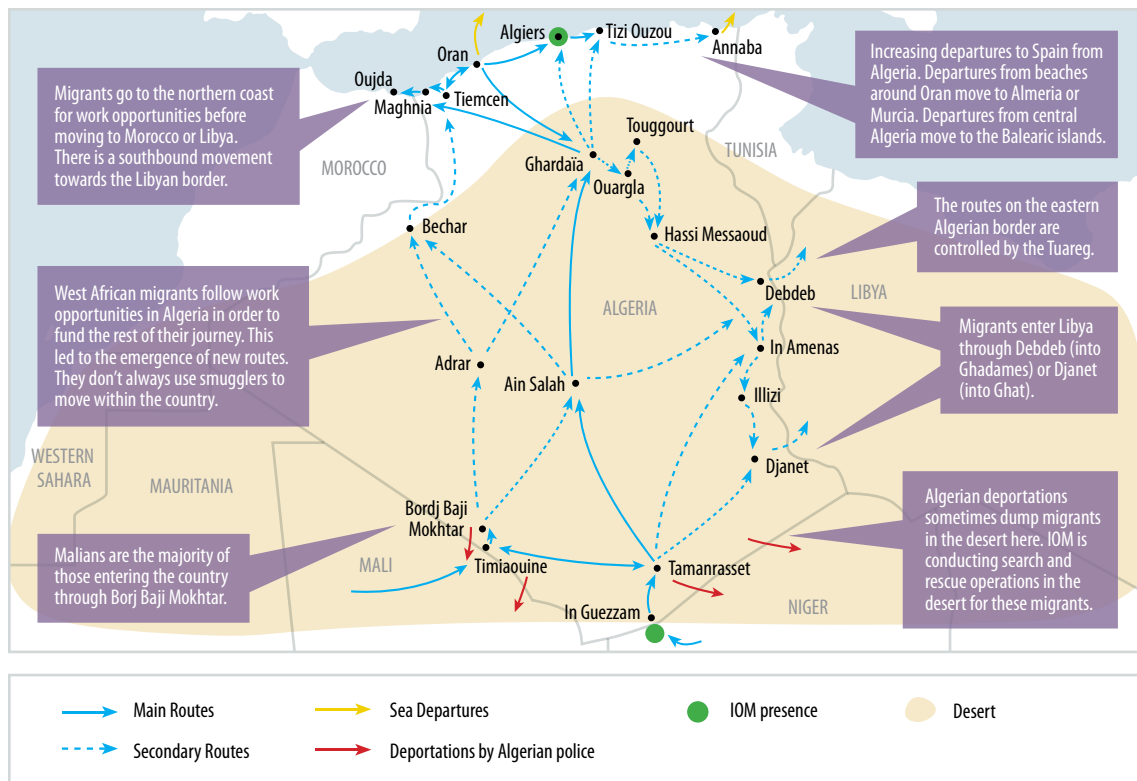 Algiers
Tizi Ouzou
Oran
Annaba
Oujda
Maghnia
Tiemcen
Migrants go to the northern coast
for work opportunities before
moving to Morocco or Libya.
There is a southbound movement
towards the Libyan border.
Increasing departures to Spain from
Algeria. Departures from beaches
around Oran move to Almeria or
Murcia. Departures from central
Algeria move to the Balearic islands.
Touggourt
TUNISIA
Ghardaïa
MOROCCO
Ouargla
Bechar
Hassi Messaoud
The routes on the eastern
Algerian border are
controlled by the Tuareg.
West African migrants follow work
opportunities in Algeria in order to
fund the rest of their journey. This
led to the emergence of new routes.
They don't always use smugglers to
move within the country.
ALGERIA
Debdeb
LIBYA
Migrants enter Libya
through Debdeb (into
Ghadames) or Djanet
(into Ghat).
In Amenas
Adrar
Ain Salah
Illizi
WESTERN
SAHARA
MAURITANIA
Djanet
Algerian deportations
sometimes dump migrants
in the desert here. IOM is
conducting search and
rescue operations in the
desert for these migrants.
Bordj Baji
Mokhtar
Malians are the majority of
those entering the country
through Borj Baji Mokhtar.
MALI
Timiaouine
Tamanrasset
In Guezzam
NIGER
Main Routes
Sea Departures
IOM presence
Desert
Secondary Routes
Deportations by Algerian police